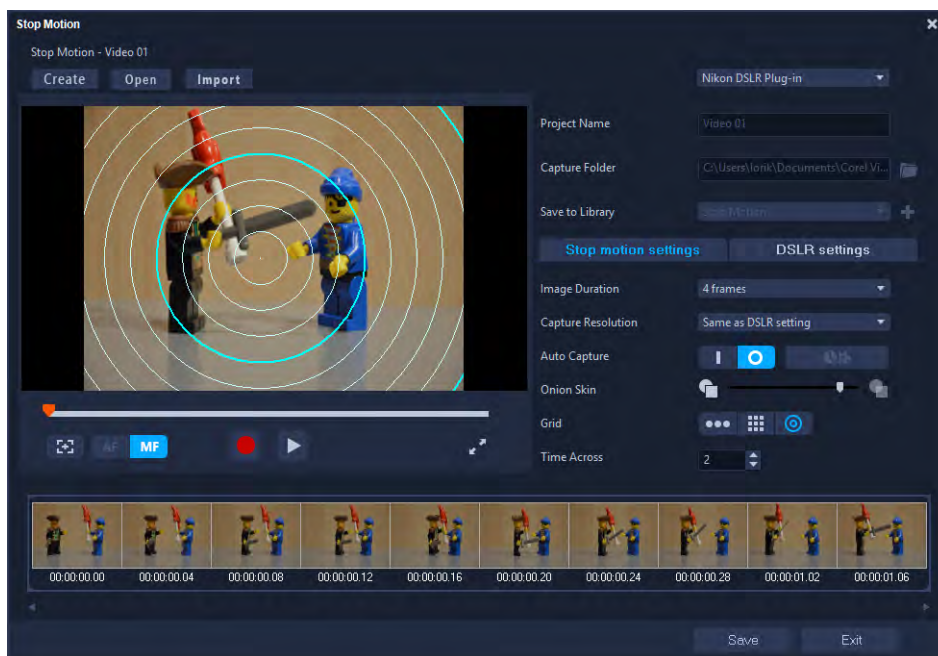 Stop Motion
Stop Motion - Video 01
Create Open Import
Nikon DSLR Plug-in
Project Name Video 01
Capture Folder C:\Users\lonk\Documents\Corel Vi...
Save to Library Stop Motion
Stop motion settings DSLR settings
Image Duration 4 frames
Capture Resolution Same as DSLR setting
Auto Capture
Onion Skin
Grid
AF MF
Time Across 2
00:00:00.00 00:00:00.04 00:00:00.08 00:00:00.12 00:00:00.16 00:00:00.20 00:00:00.24 00:00:00.28 00:00:01.02 00:00:01.06
Save Exit